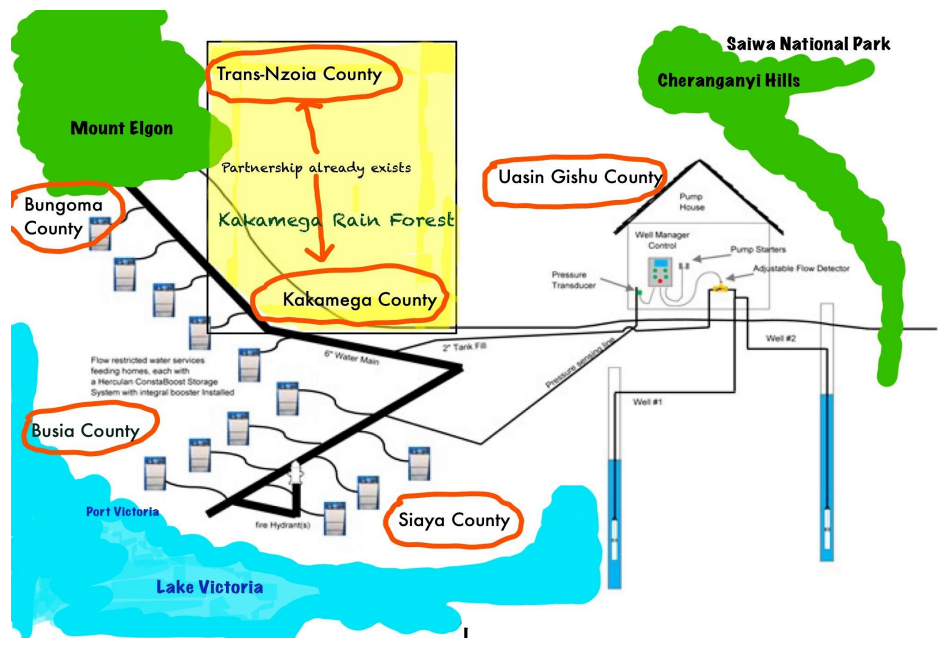 Saiwa National Park
Trans-Nzoia County
Cheranganyi Hills
Mount Elgon
Partnership already exists
Uasin Gishu County
Bungoma
County
Pump
House
Kakamega Rain Forest
Well Manager
Control
Pump Starters
Adjustable Flow Detector
Pressure
Transducer
Kakamega County
6" Water Main
2" Tank Fill
Pressure sensing line
Well #2
Flow restricted water services
feeding homes, each with
a Herculan ConstaBoost Storage
System with integral booster Installed
Well #1
Busia County
Port Victoria
fire Hydrant(s)
Siaya County
Lake Victoria